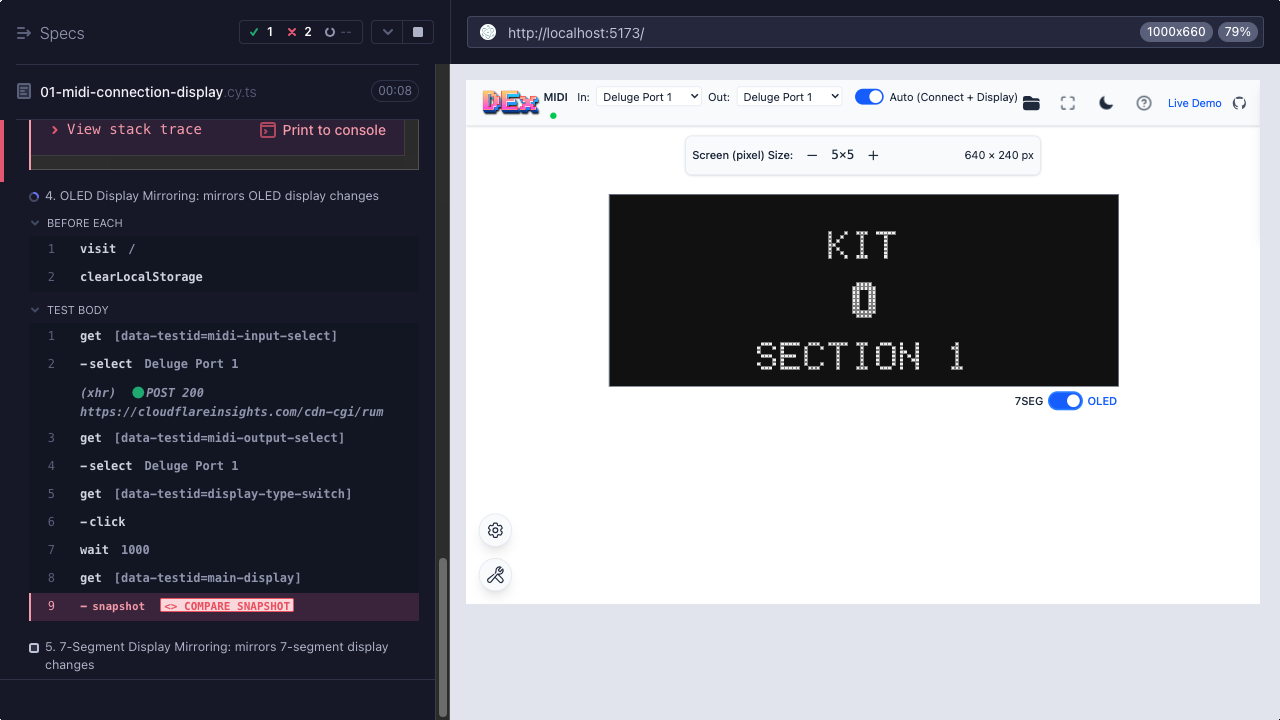 Specs
1
2
--
http://localhost:5173/
1000x660
79%
01-midi-connection-display.cy.ts
00:08
View stack trace
Print to console
4. OLED Display Mirroring: mirrors OLED display changes
BEFORE EACH
1 visit /
2 clearLocalStorage
TEST BODY
1 get [data-testid=midi-input-select]
2 -select Deluge Port 1
(xhr) POST 200
https://cloudflareinsights.com/cdn-cgi/rum
3 get [data-testid=midi-output-select]
4 -select Deluge Port 1
5 get [data-testid=display-type-switch]
6 -click
7 wait 1000
8 get [data-testid=main-display]
9 - snapshot <> COMPARE SNAPSHOT
5. 7-Segment Display Mirroring: mirrors 7-segment display
changes
DEx MIDI In: Deluge Port 1 Out: Deluge Port 1 Auto (Connect + Display) Live Demo
Screen (pixel) Size: − 5×5 + 640 × 240 px
KIT
0
SECTION 1
7SEG OLED